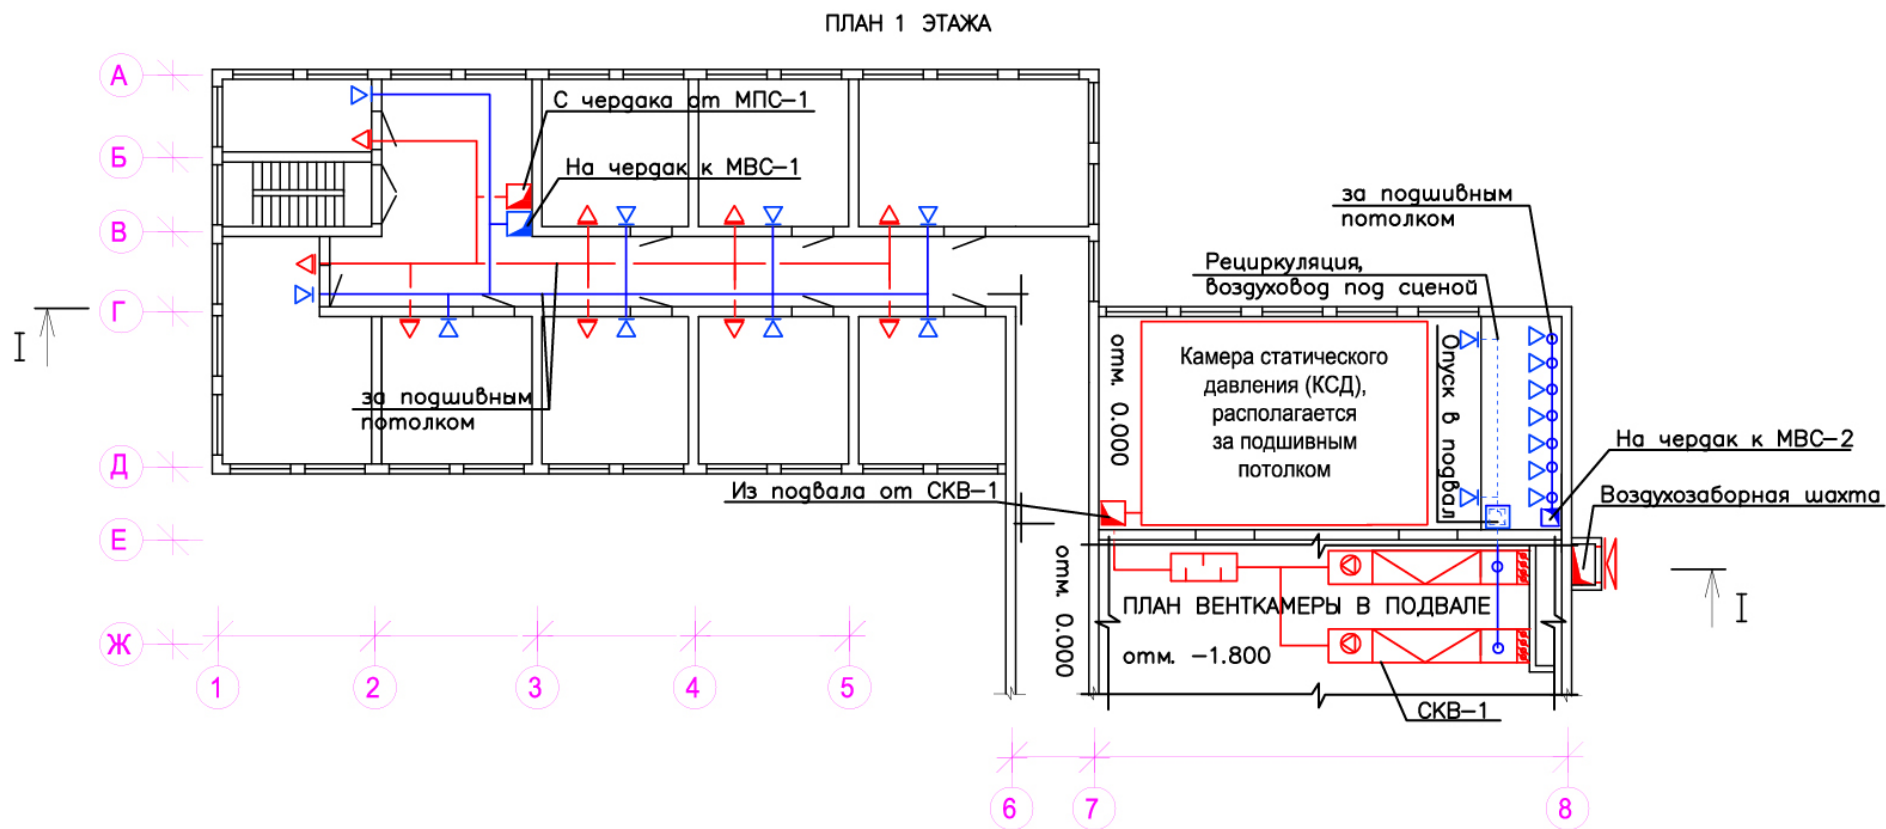 ПЛАН 1 ЭТАЖА
А
Б
В
Г
Д
Е
Ж
С чердака от МПС-1
На чердак к МВС-1
за подшивным
потолком
I
за подшивным
потолком
Рециркуляция,
воздуховод под сценой
отм. 0.000
Камера статического
давления (КСД),
располагается
за подшивным
потолком
Опуск в подвал
На чердак к МВС-2
Из подвала от СКВ-1
Воздухозаборная шахта
отм. 0.000
ПЛАН ВЕНТКАМЕРЫ В ПОДВАЛЕ
отм. -1.800
I
СКВ-1
1
2
3
4
5
6
7
8